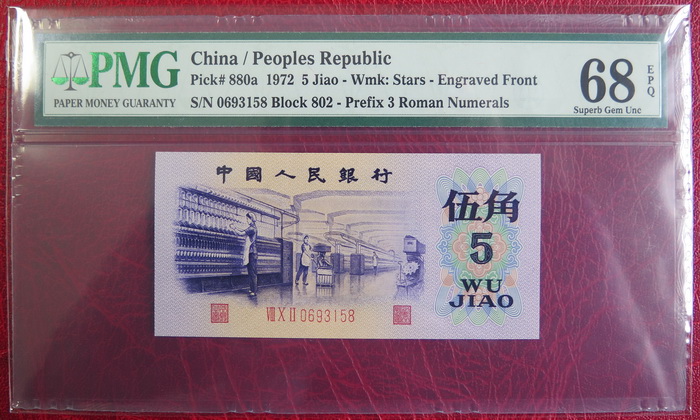 PMG
PAPER MONEY GUARANTY
China / Peoples Republic
Pick# 880a 1972 5 Jiao - Wmk: Stars - Engraved Front
S/N 0693158 Block 802 - Prefix 3 Roman Numerals
68 EPQ
Superb Gem Unc
中國人民銀行
伍角
5
WU
JIAO
Ⅷ Ⅹ Ⅱ 0693158